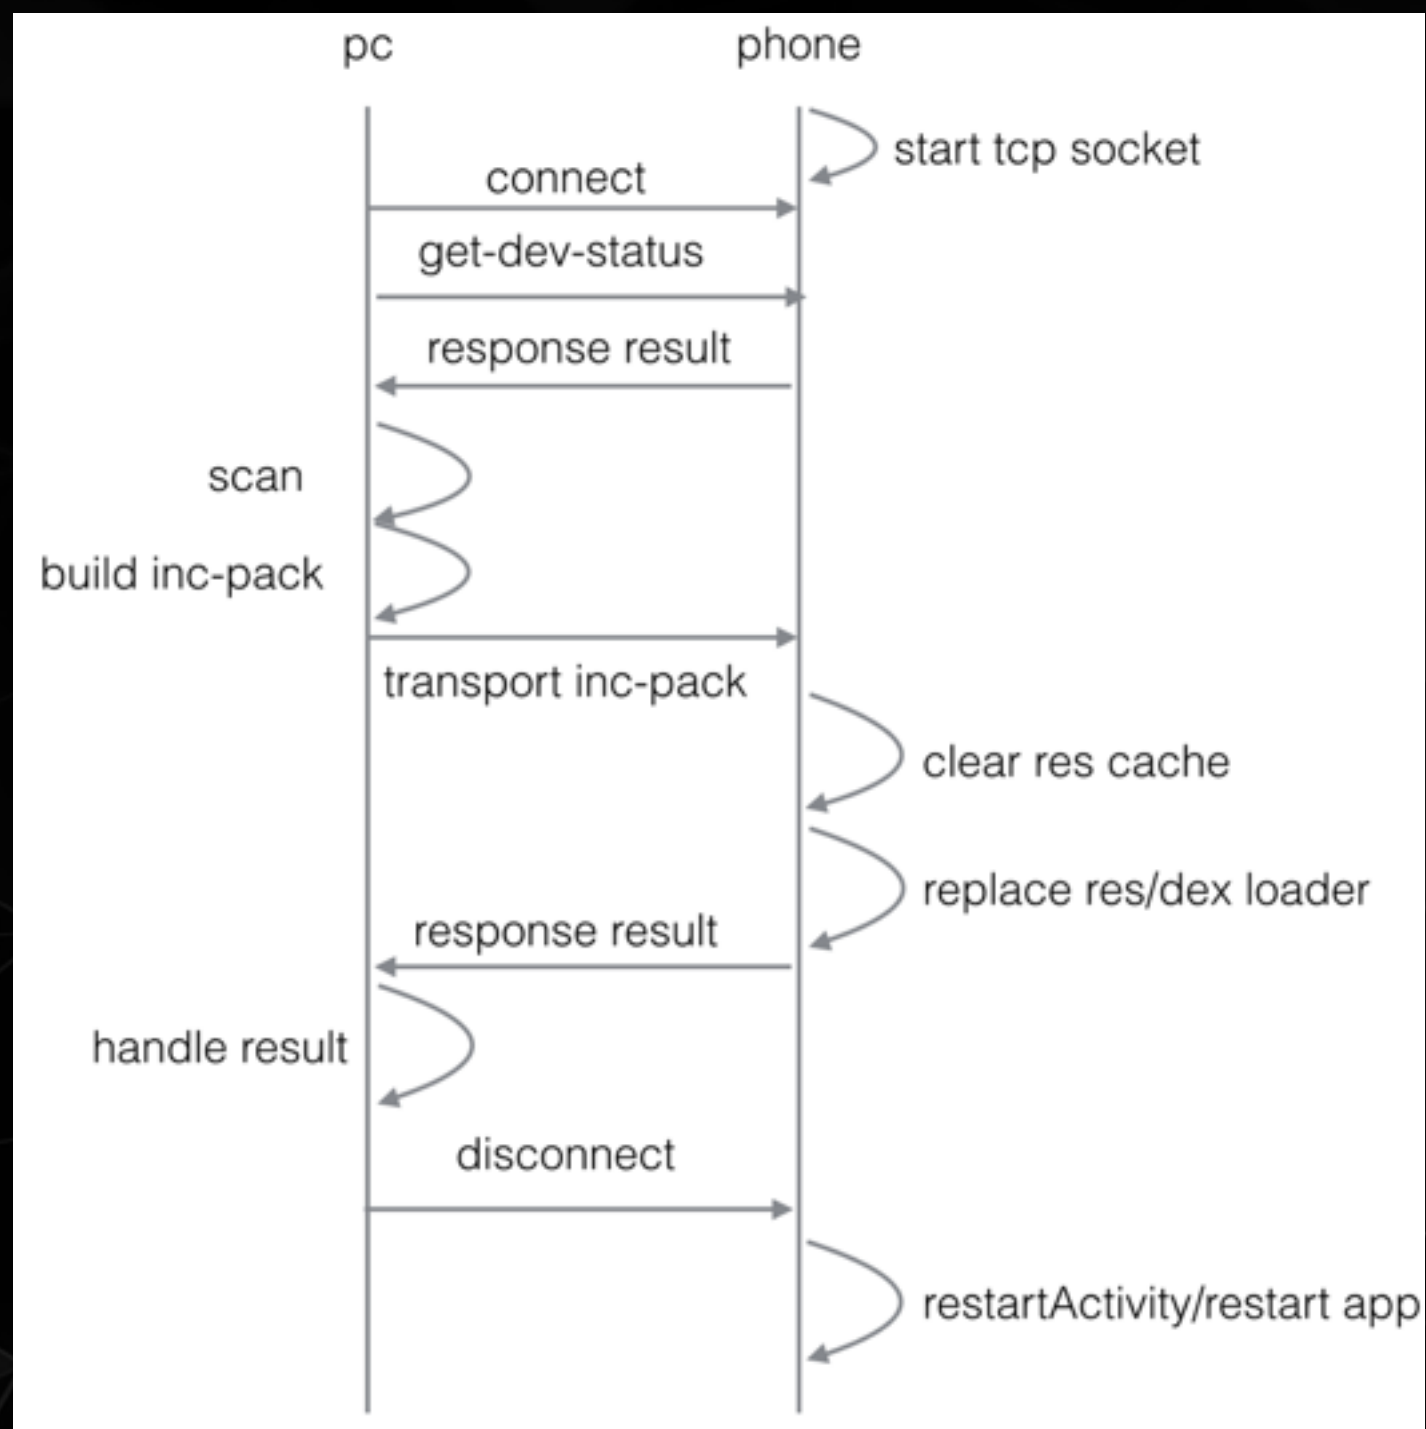 pc
phone
start tcp socket
connect
get-dev-status
response result
scan
build inc-pack
transport inc-pack
clear res cache
replace res/dex loader
response result
handle result
disconnect
restartActivity/restart app